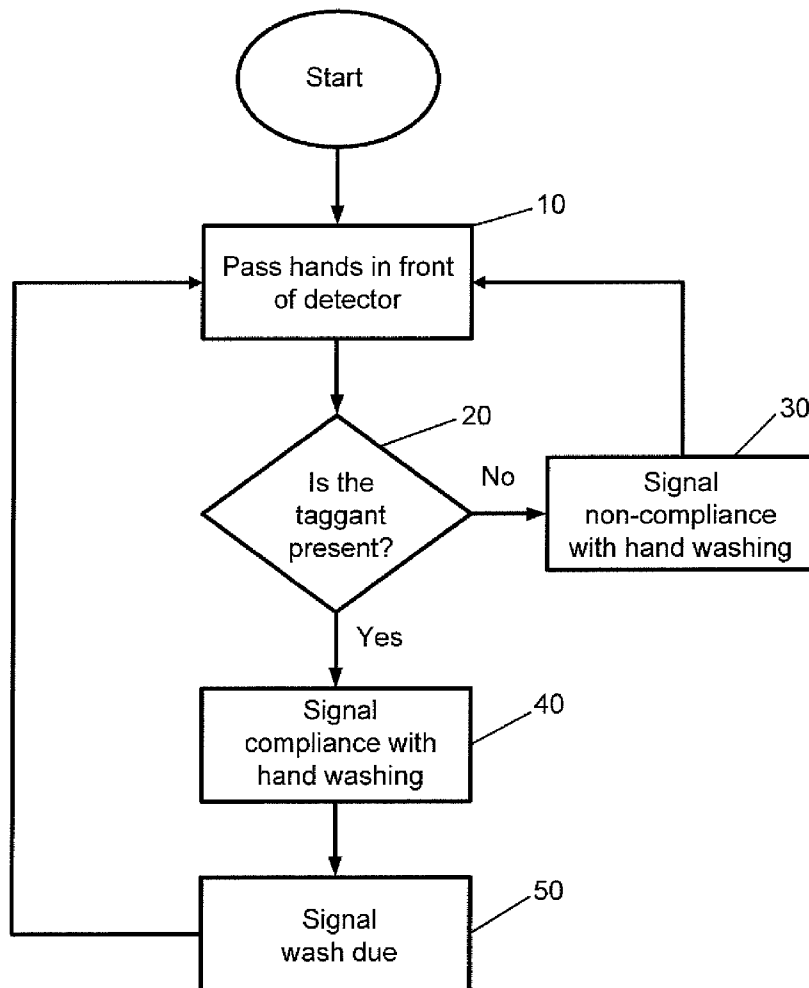 Start
10
Pass hands in front
of detector
20
Is the
taggant
present?
No
30
Signal
non-compliance
with hand washing
Yes
40
Signal
compliance with
hand washing
50
Signal
wash due